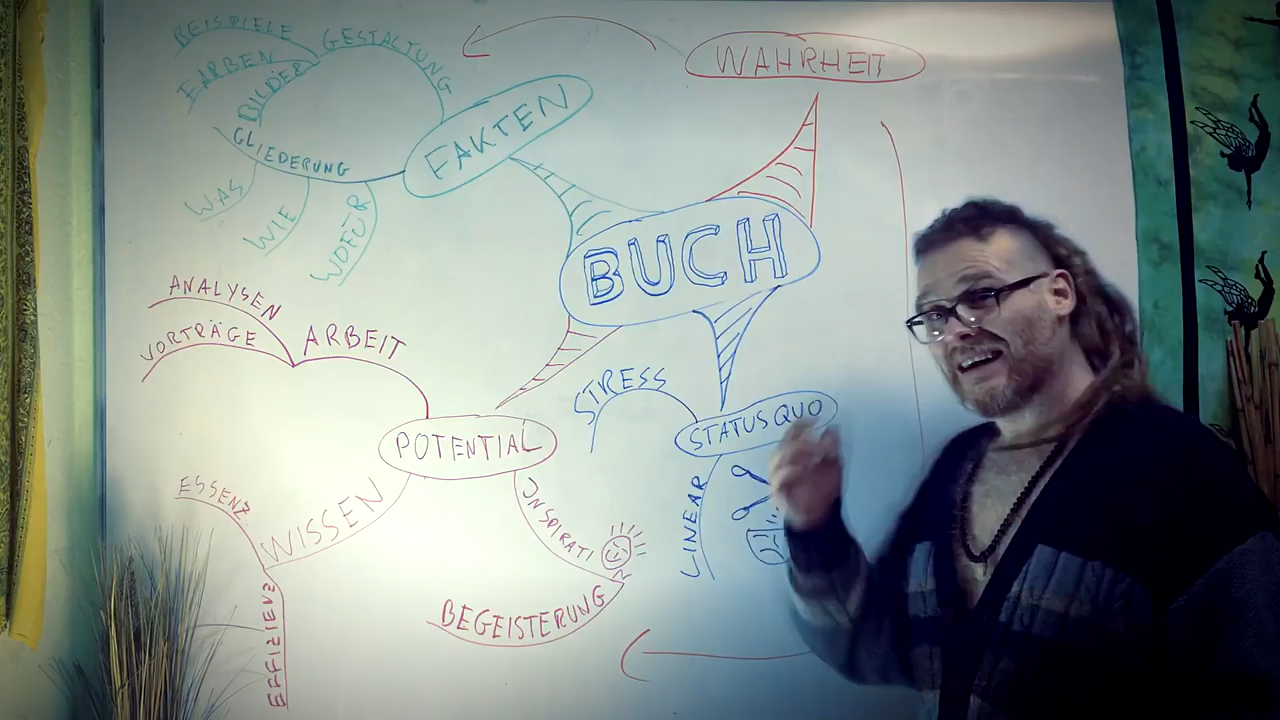 WAHRHEIT
BEISPIELE
GESTALTUNG
FARBEN
BILDER
FAKTEN
GLIEDERUNG
WAS
WIE
WOFÜR
BUCH
ANALYSEN
VORTRÄGE
ARBEIT
STRESS
STATUS QUO
POTENTIAL
LINEAR
ESSENZ
WISSEN
INSPIRATI
N
BEGEISTERUNG
EFFIZIENZ